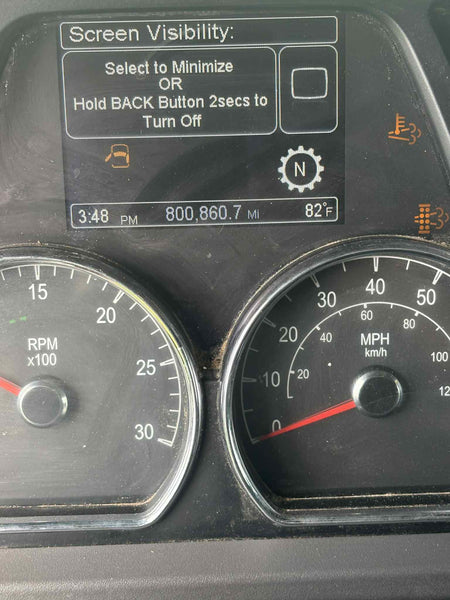 Screen Visibility:
Select to Minimize
OR
Hold BACK Button 2secs to
Turn Off
N
3:48 PM 800,860.7 MI 82°F
15
20
25
30
RPM
x100
0
10
20
30
40
50
20
40
60
80
100
12
MPH
km/h